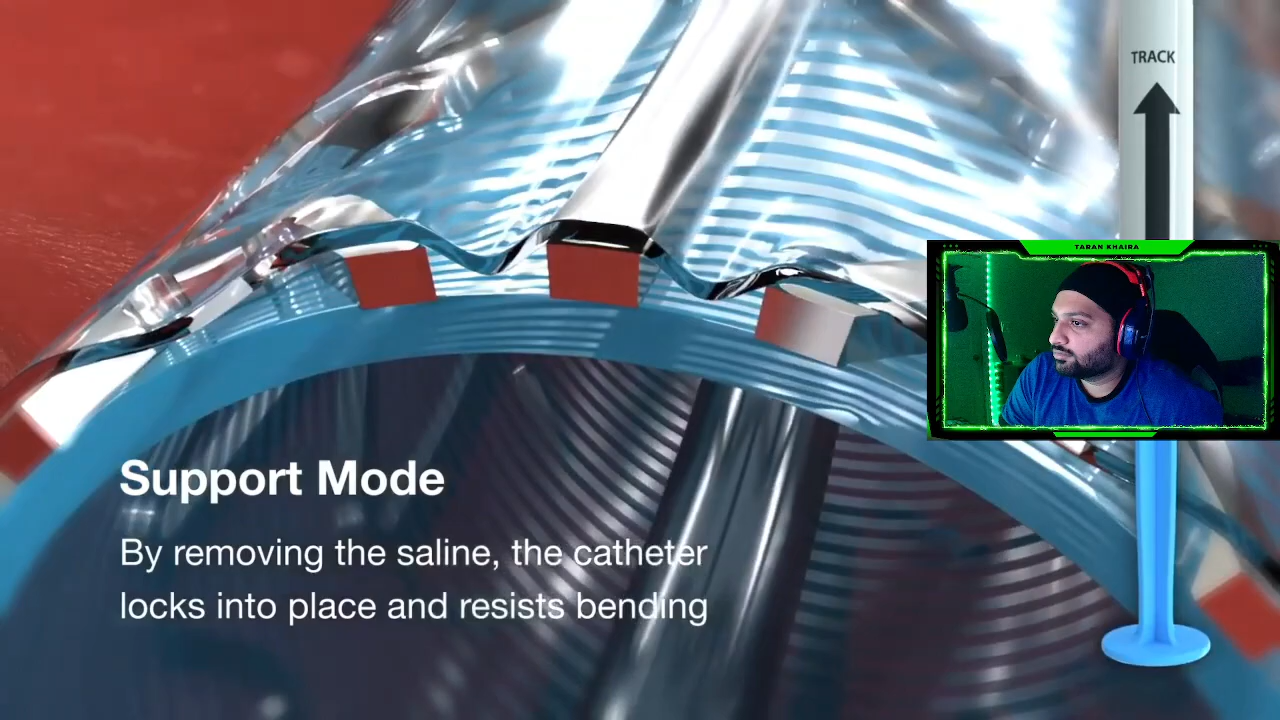 TRACK
TARAN KHAIRA
Support Mode
By removing the saline, the catheter
locks into place and resists bending